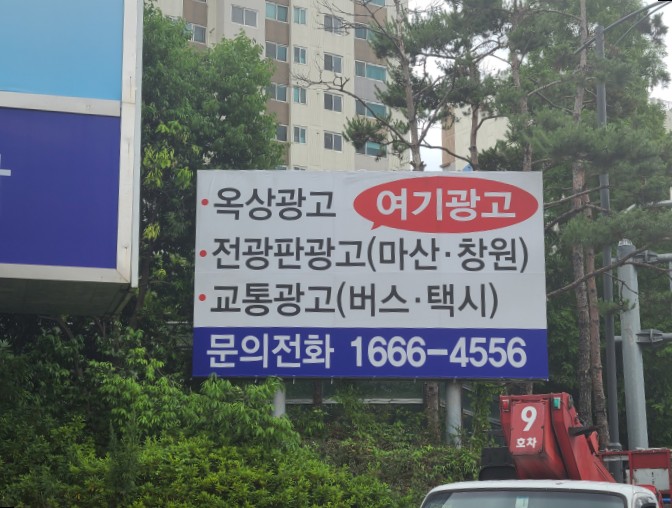 • 옥상광고 여기광고
• 전광판광고(마산·창원)
• 교통광고(버스·택시)
문의전화 1666-4556
9
호차